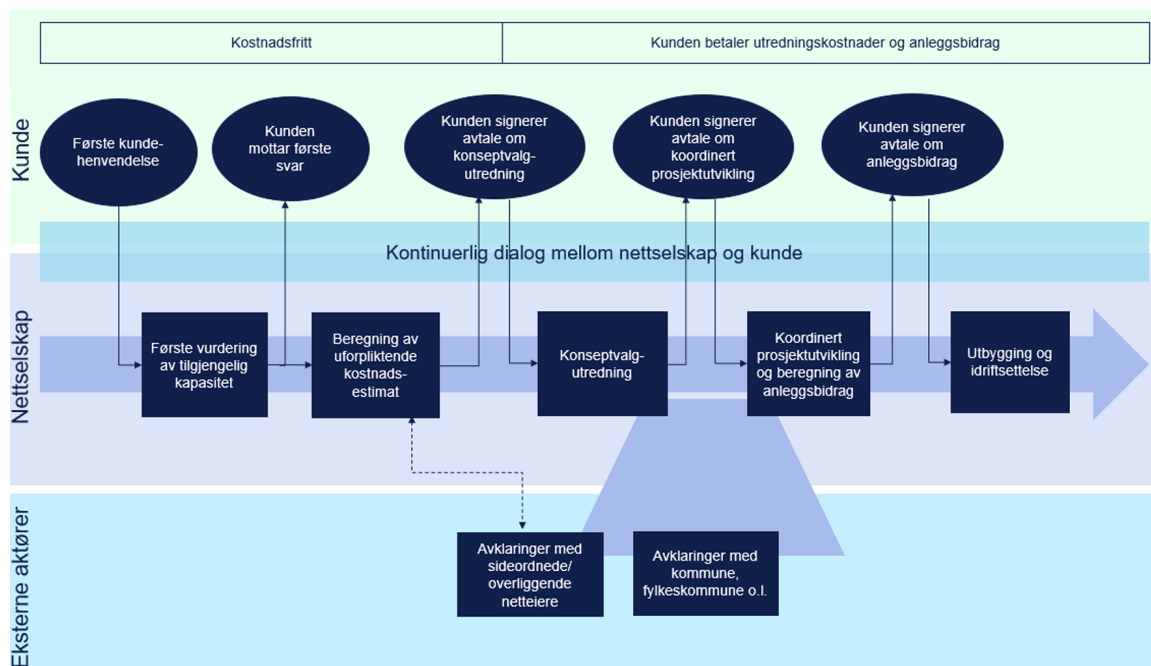 Kostnadsfritt
Kunden betaler utredningskostnader og anleggsbidrag
Kunde
Første kunde-
henvendelse
Kunden
mottar første
svar
Kunden signerer
avtale om
konseptvalg-
utredning
Kunden signerer
avtale om
koordinert
prosjektutvikling
Kunden signerer
avtale om
anleggsbidrag
Kontinuerlig dialog mellom nettselskap og kunde
Nettselskap
Første vurdering
av tilgjengelig
kapasitet
Beregning av
uforpliktende
kostnads-
estimat
Konseptvalg-
utredning
Koordinert
prosjektutvikling
og beregning av
anleggsbidrag
Utbygging og
idriftsettelse
Eksterne aktører
Avklaringer med
sideordnede/
overliggende
netteiere
Avklaringer med
kommune,
fylkeskommune o.l.